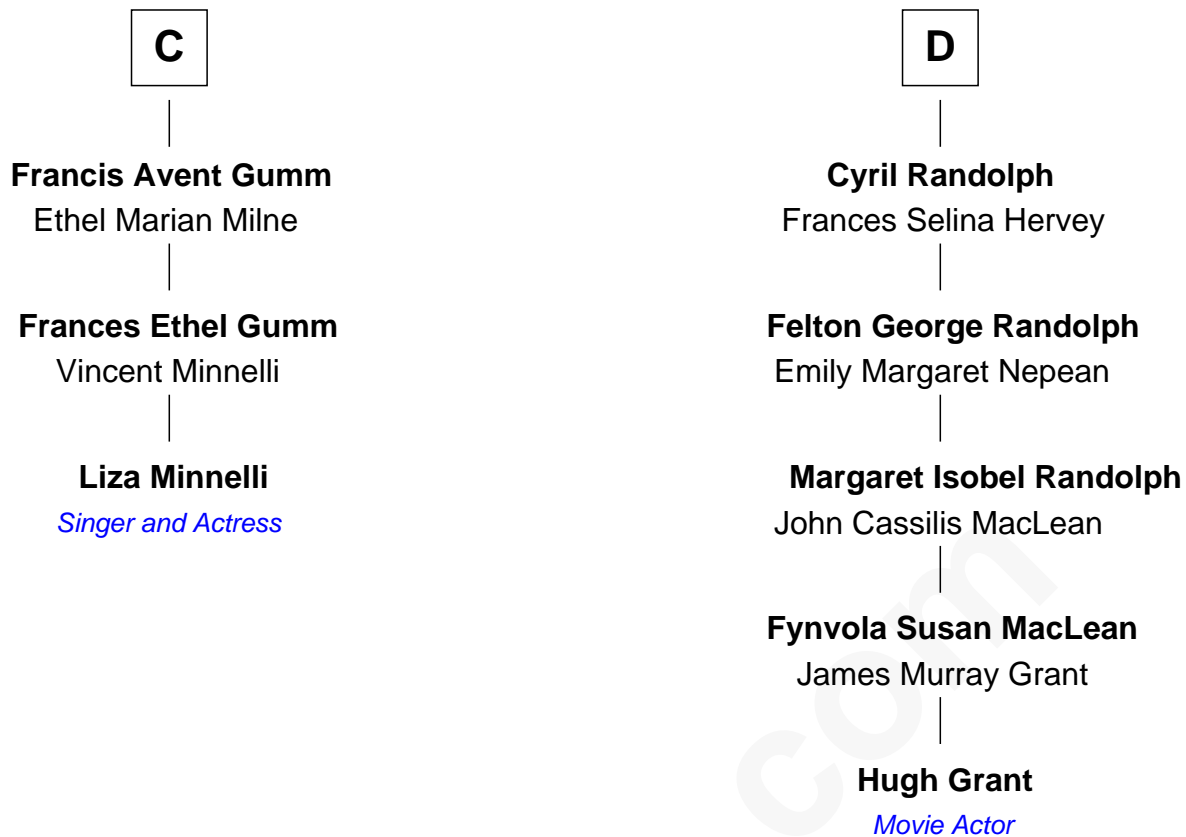 C
Francis Avent Gumm
Ethel Marian Milne
Frances Ethel Gumm
Vincent Minnelli
Liza Minnelli
Singer and Actress
D
Cyril Randolph
Frances Selina Hervey
Felton George Randolph
Emily Margaret Nepean
Margaret Isobel Randolph
John Cassilis MacLean
Fynvola Susan MacLean
James Murray Grant
Hugh Grant
Movie Actor
com